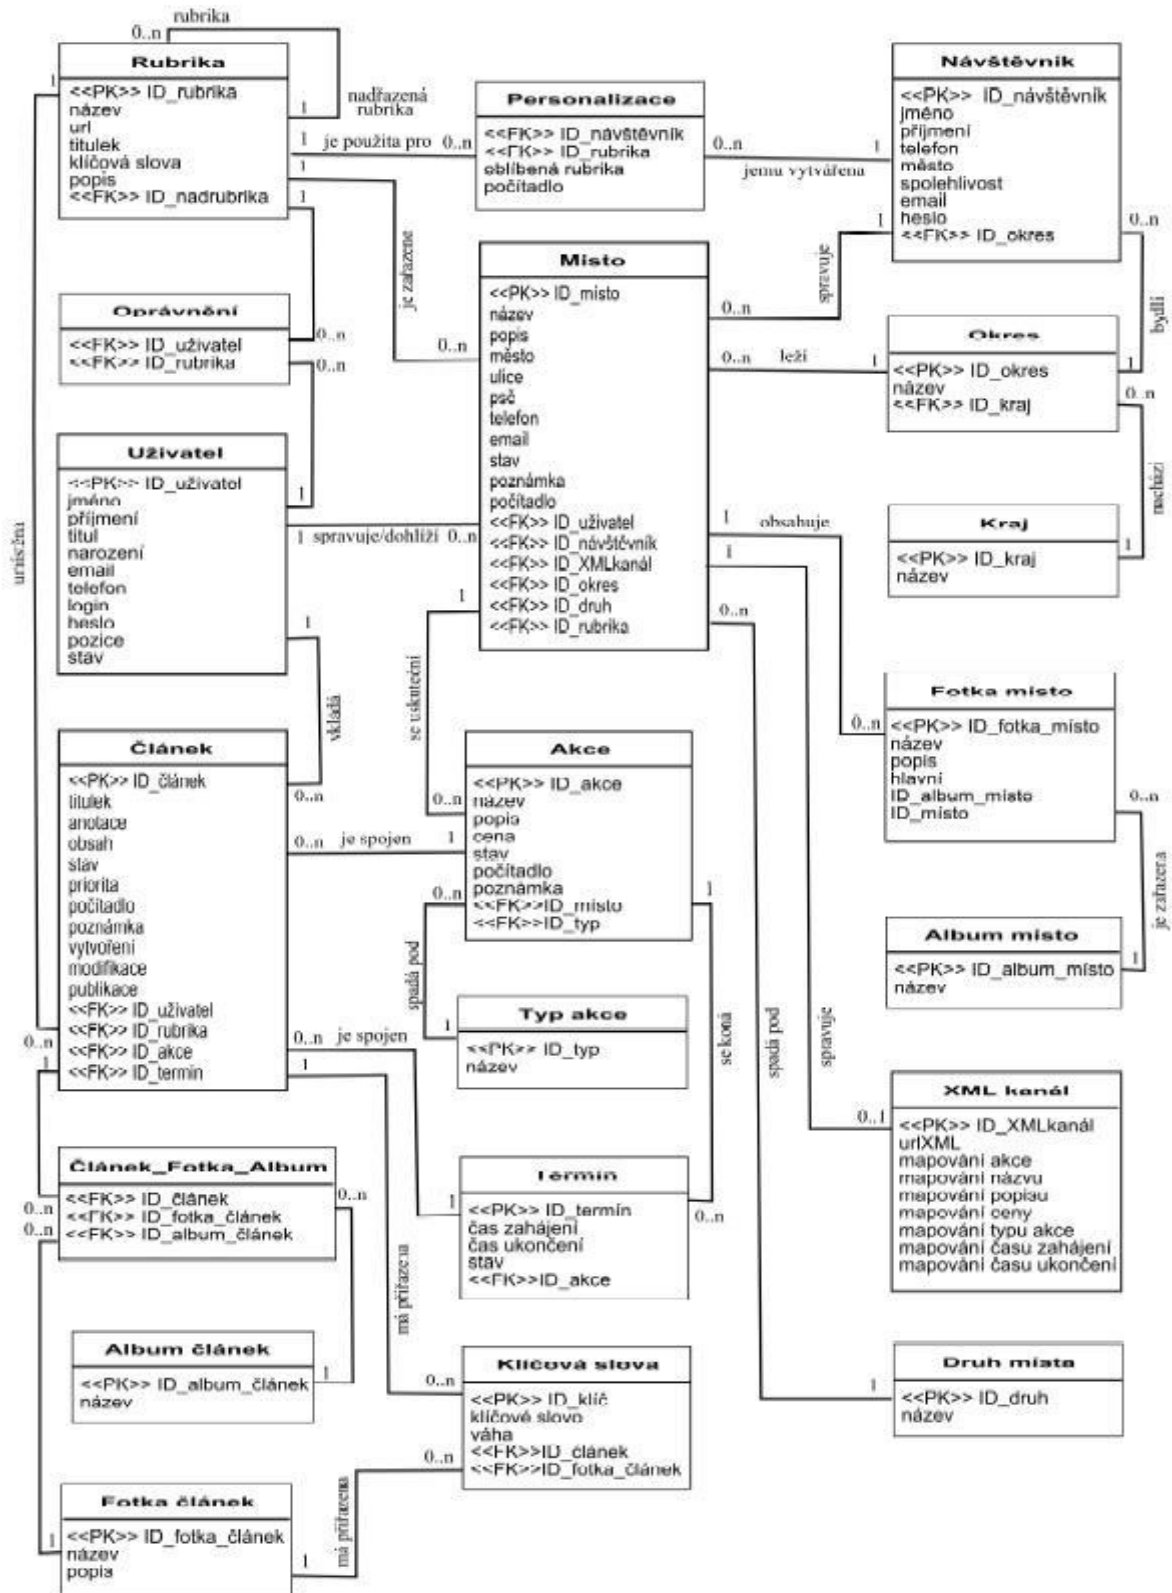 rubrika
0..n
Rubrika
1
<<PK>> ID_rubrika
název
url
titulek
klíčová slova
popis
<<FK>> ID_nadrubrika
1
nadřazená
rubrika
1
je použita pro
0..n
1
1
Personalizace
<<FK>> ID_návštěvník
<<FK>> ID_rubrika
oblíbená rubrika
počítadlo
0..n
jemu vytvářena
1
Návštěvník
<<PK>> ID_návštěvník
jméno
příjmení
telefon
město
spolehlivost
email
heslo
<<FK>> ID_okres
1
0..n
spravuje
bydlí
je zařazene
0..n
Oprávnění
<<FK>> ID_uživatel
<<FK>> ID_rubrika
0..n
0..n
Místo
<<PK>> ID_místo
název
popis
město
ulice
psč
telefon
email
stav
poznámka
počítadlo
<<FK>> ID_uživatel
<<FK>> ID_návštěvník
<<FK>> ID_XMLkanál
<<FK>> ID_okres
<<FK>> ID_druh
<<FK>> ID_rubrika
0..n
0..n
leží
1
Okres
<<PK>> ID_okres
název
<<FK>> ID_kraj
1
0..n
nachází
Kraj
<<PK>> ID_kraj
název
1
Uživatel
<<PK>> ID_uživatel
jméno
příjmení
titul
narození
email
telefon
login
heslo
pozice
stav
1
1
spravuje/dohlíží
0..n
1
vkládá
umístěna
1
obsahuje
1
0..n
1
se uskuteční
Fotka místo
<<PK>> ID_fotka_místo
název
popis
hlavní
ID_album_místo
ID_místo
0..n
0..n
je zařazena
Album místo
<<PK>> ID_album_místo
název
1
Článek
<<PK>> ID_článek
titulek
anotace
obsah
stav
priorita
počítadlo
poznámka
vytvoření
modifikace
publikace
<<FK>> ID_uživatel
<<FK>> ID_rubrika
<<FK>> ID_akce
<<FK>> ID_termín
0..n
0..n
je spojen
1
0..n
Akce
<<PK>> ID_akce
název
popis
cena
stav
počítadlo
poznámka
<<FK>>ID_místo
<<FK>>ID_typ
0..n
1
spadá pod
1
Typ akce
<<PK>> ID_typ
název
se koná
spadá pod
spravuje
0..n
1
0..n
je spojen
1
XML kanál
<<PK>> ID_XMLkanál
urlXML
mapování akce
mapování názvu
mapování popisu
mapování ceny
mapování typu akce
mapování času zahájení
mapování času ukončení
0..1
Článek_Fotka_Album
<<FK>> ID_článek
<<FK>> ID_fotka_článek
<<FK>> ID_album_článek
0..n
0..n
0..n
1
Termín
<<PK>> ID_termín
čas zahájení
čas ukončení
stav
<<FK>>ID_akce
0..n
má přiřazena
Album článek
<<PK>> ID_album_článek
název
1
0..n
Klíčová slova
<<PK>> ID_klíč
klíčové slovo
váha
<<FK>>ID_článek
<<FK>>ID_fotka_článek
0..n
1
Druh místa
<<PK>> ID_druh
název
Fotka článek
<<PK>> ID_fotka_článek
název
popis
1
1
má přiřazena